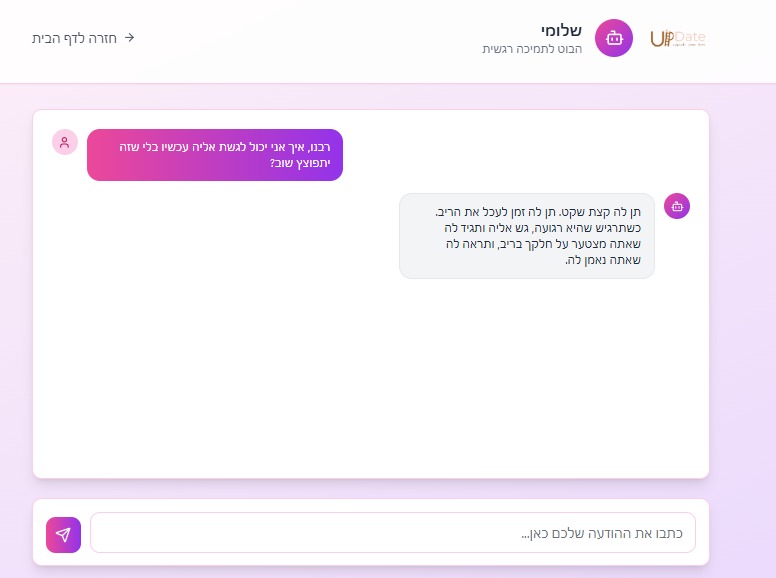 UpDate
שלומי
הבוט לתמיכה רגשית
חזרה לדף הבית
רבנו, איך אני יכול לגשת אליה עכשיו בלי שזה
יתפוצץ שוב?
תן לה קצת שקט. תן לה זמן לעכל את הריב.
כשתרגיש שהיא רגועה, גש אליה ותגיד לה
שאתה מצטער על חלקך בריב, ותראה לה
שאתה נאמן לה.
כתבו את ההודעה שלכם כאן...